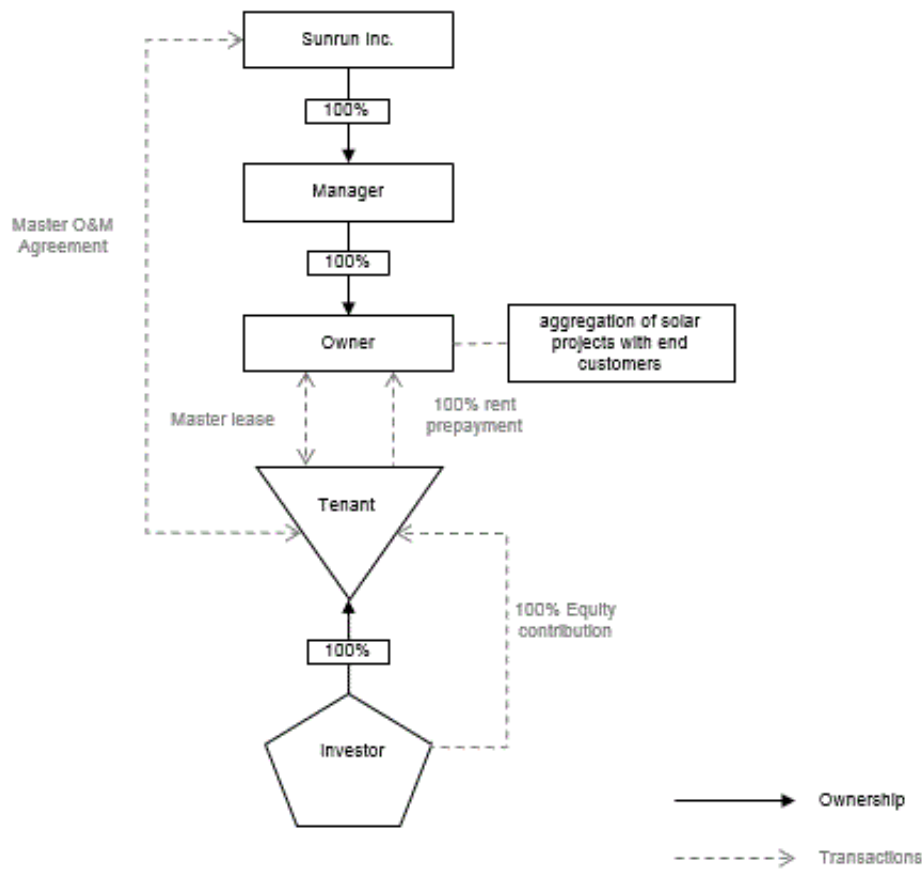 Sunrun Inc.
100%
Manager
Master O&M
Agreement
100%
Owner
aggregation of solar
projects with end
customers
Master lease
100% rent
prepayment
Tenant
100% Equity
contribution
100%
Investor
Ownership
Transactions